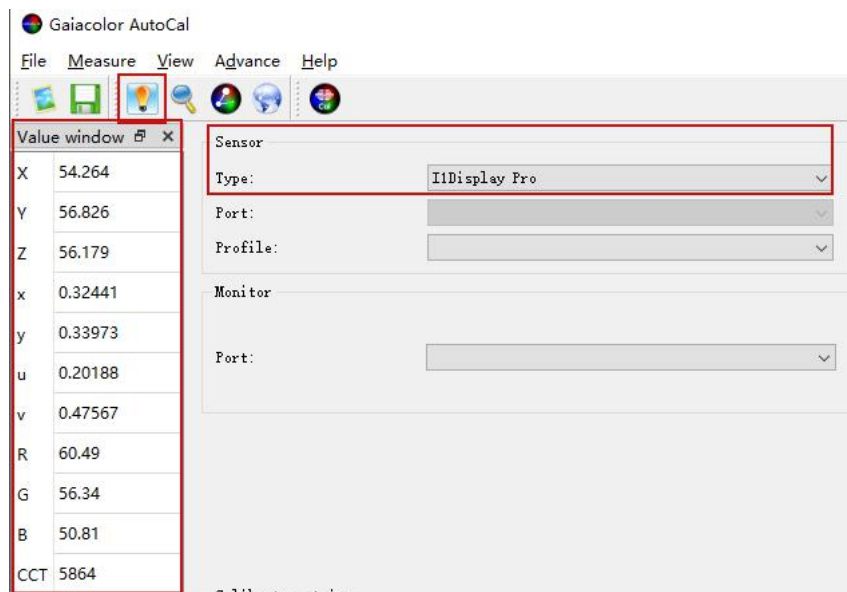 Gaiacolor AutoCal
File Measure View Advance Help
Cal
Value window
X 54.264
Y 56.826
Z 56.179
x 0.32441
y 0.33973
u 0.20188
v 0.47567
R 60.49
G 56.34
B 50.81
CCT 5864
Sensor
Type: I1Display Pro
Port:
Profile:
Monitor
Port: